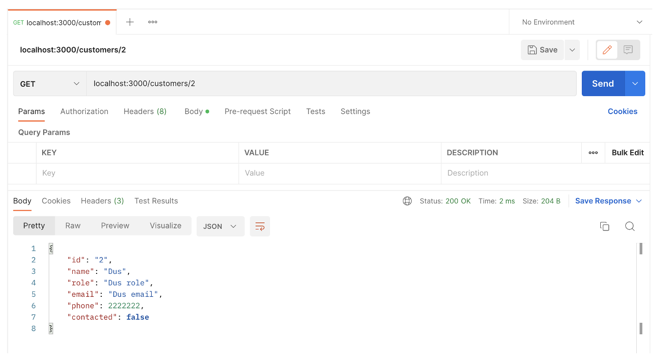 GET localhost:3000/custom
No Environment
localhost:3000/customers/2
Save
GET localhost:3000/customers/2 Send
Params Authorization Headers (8) Body Pre-request Script Tests Settings Cookies
Query Params
KEY VALUE DESCRIPTION Bulk Edit
Key Value Description
Body Cookies Headers (3) Test Results Status: 200 OK Time: 2 ms Size: 204 B Save Response
Pretty Raw Preview Visualize JSON
1 {
2 "id": "2",
3 "name": "Dus",
4 "role": "Dus role",
5 "email": "Dus email",
6 "phone": 2222222,
7 "contacted": false
8 }